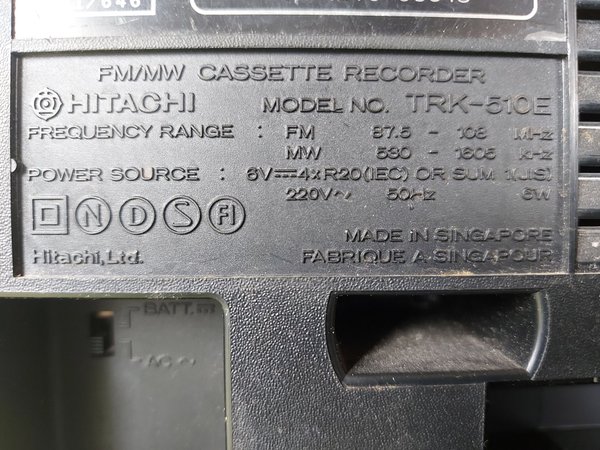 FM/MW CASSETTE RECORDER
HITACHI MODEL NO. TRK-510E
FREQUENCY RANGE : FM 87.5 - 108 MHz
MW 530 - 1605 kHz
POWER SOURCE : 6V⎓4xR20(IEC) OR SUM 1(JIS)
220V~ 50Hz 6W
N D S FI
Hitachi, Ltd. MADE IN SINGAPORE
FABRIQUE A SINGAPOUR
BATT.
AC ~